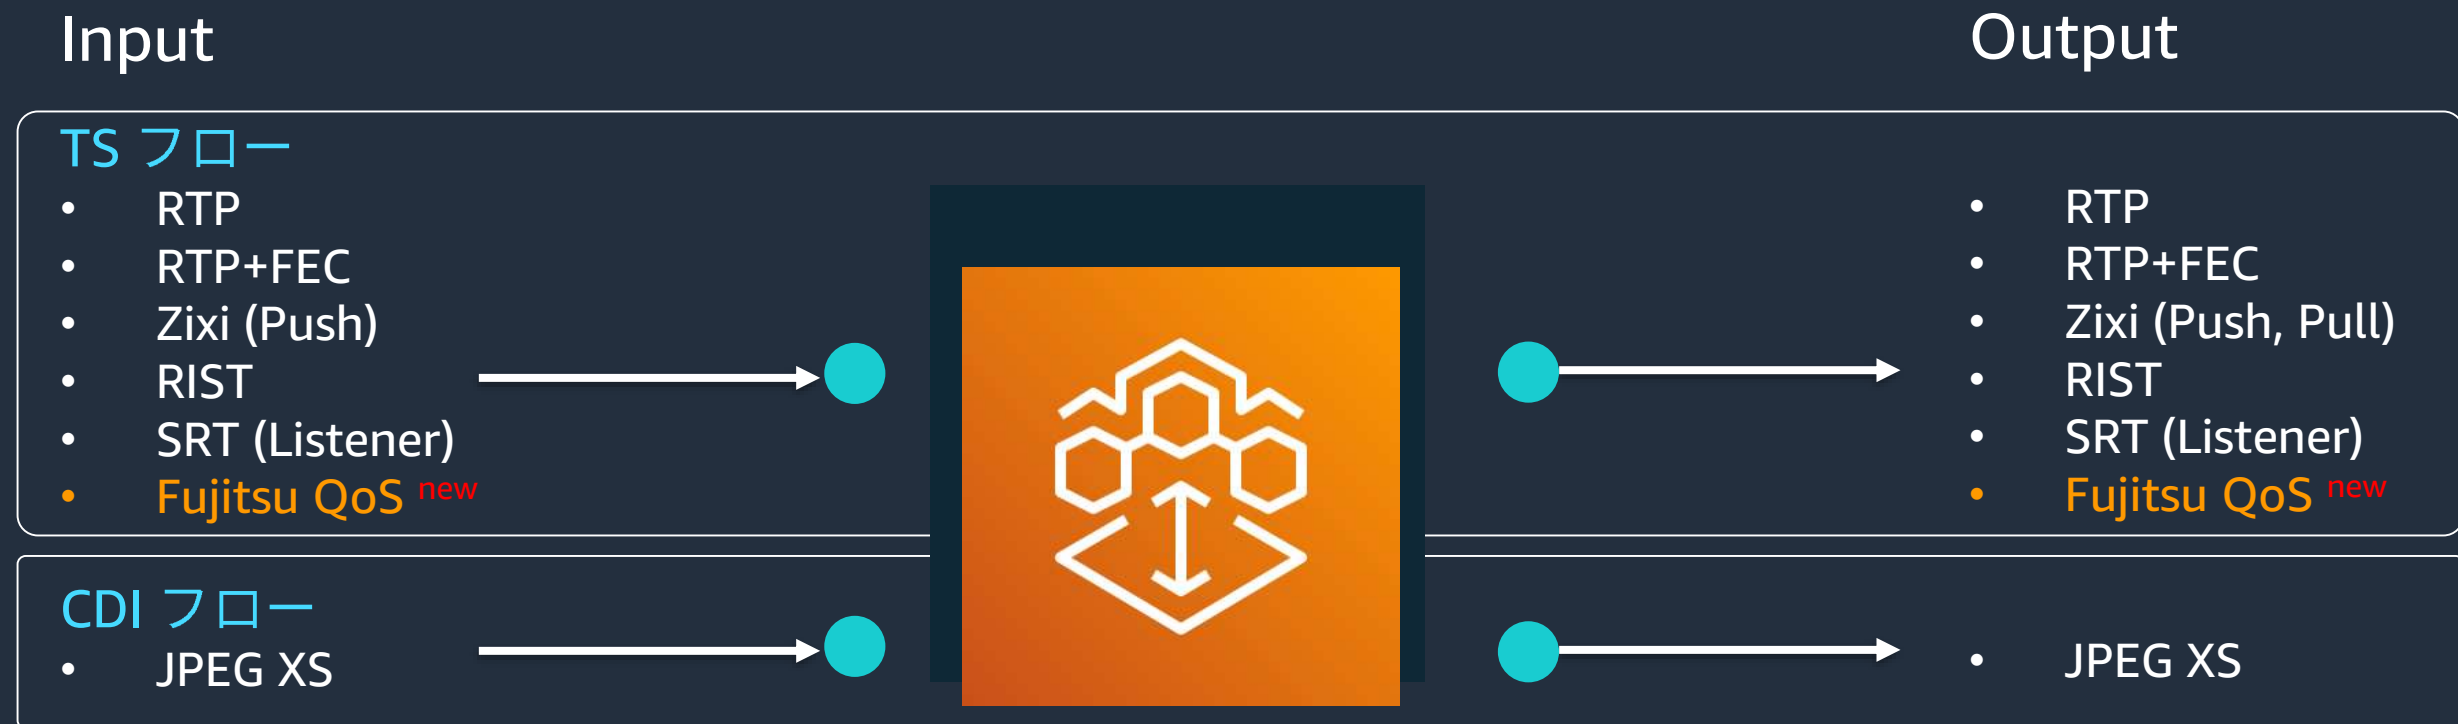 Input
Output
TS フロー
• RTP
• RTP+FEC
• Zixi (Push)
• RIST
• SRT (Listener)
• Fujitsu QoS new
• RTP
• RTP+FEC
• Zixi (Push, Pull)
• RIST
• SRT (Listener)
• Fujitsu QoS new
CDI フロー
• JPEG XS
• JPEG XS